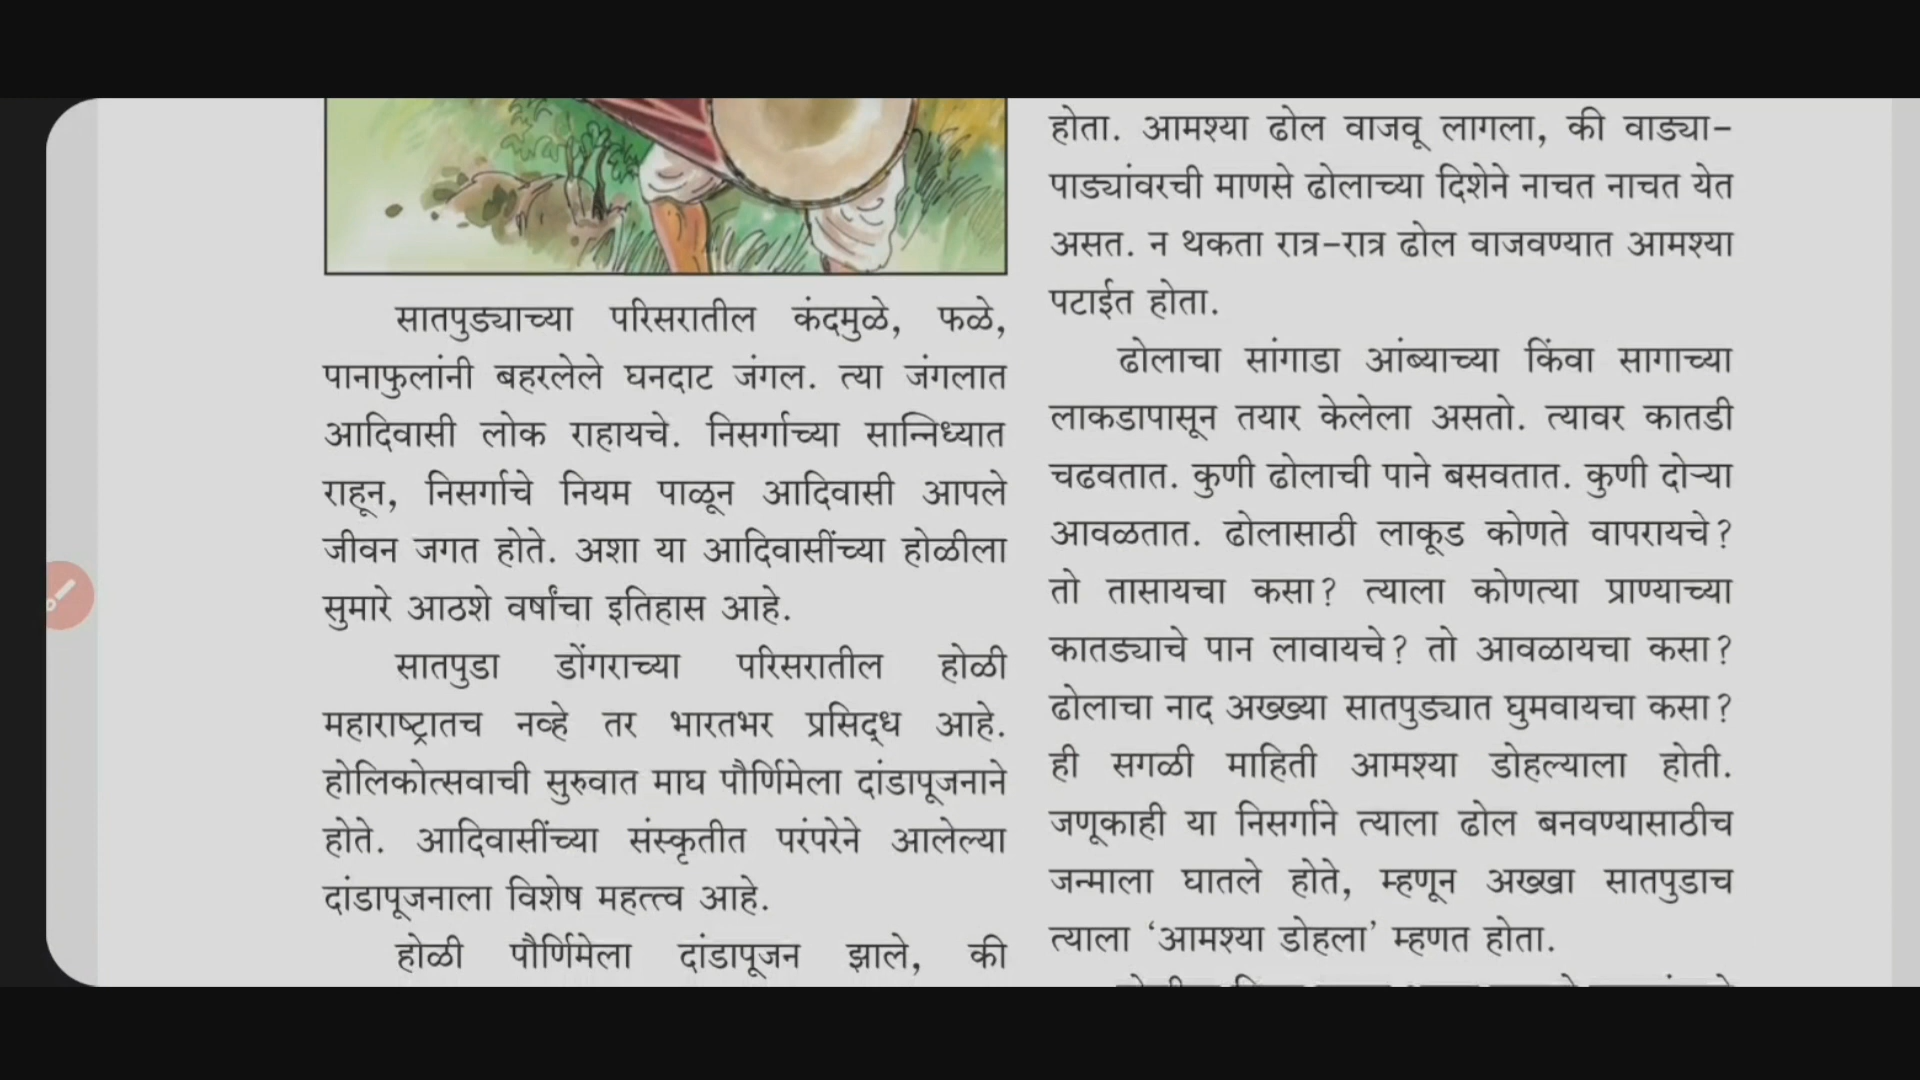 सातपुड्याच्या परिसरातील कंदमुळे, फळे,
पानाफुलांनी बहरलेले घनदाट जंगल. त्या जंगलात
आदिवासी लोक राहायचे. निसर्गाच्या सान्निध्यात
राहून, निसर्गाचे नियम पाळून आदिवासी आपले
जीवन जगत होते. अशा या आदिवासींच्या होळीला
सुमारे आठशे वर्षांचा इतिहास आहे.
सातपुडा डोंगराच्या परिसरातील होळी
महाराष्ट्रातच नव्हे तर भारतभर प्रसिद्ध आहे.
होलिकोत्सवाची सुरुवात माघ पौर्णिमेला दांडापूजनाने
होते. आदिवासींच्या संस्कृतीत परंपरेने आलेल्या
दांडापूजनाला विशेष महत्त्व आहे.
होळी पौर्णिमेला दांडापूजन झाले, की
होता. आमश्या ढोल वाजवू लागला, की वाड्या-
पाड्यांवरची माणसे ढोलाच्या दिशेने नाचत नाचत येत
असत. न थकता रात्र-रात्र ढोल वाजवण्यात आमश्या
पटाईत होता.
ढोलाचा सांगाडा आंब्याच्या किंवा सागाच्या
लाकडापासून तयार केलेला असतो. त्यावर कातडी
चढवतात. कुणी ढोलाची पाने बसवतात. कुणी दोऱ्या
आवळतात. ढोलासाठी लाकूड कोणते वापरायचे?
तो तासायचा कसा? त्याला कोणत्या प्राण्याच्या
कातड्याचे पान लावायचे? तो आवळायचा कसा?
ढोलाचा नाद अख्ख्या सातपुड्यात घुमवायचा कसा?
ही सगळी माहिती आमश्या डोहल्याला होती.
जणूकाही या निसर्गाने त्याला ढोल बनवण्यासाठीच
जन्माला घातले होते, म्हणून अख्खा सातपुडाच
त्याला ‘आमश्या डोहला’ म्हणत होता.